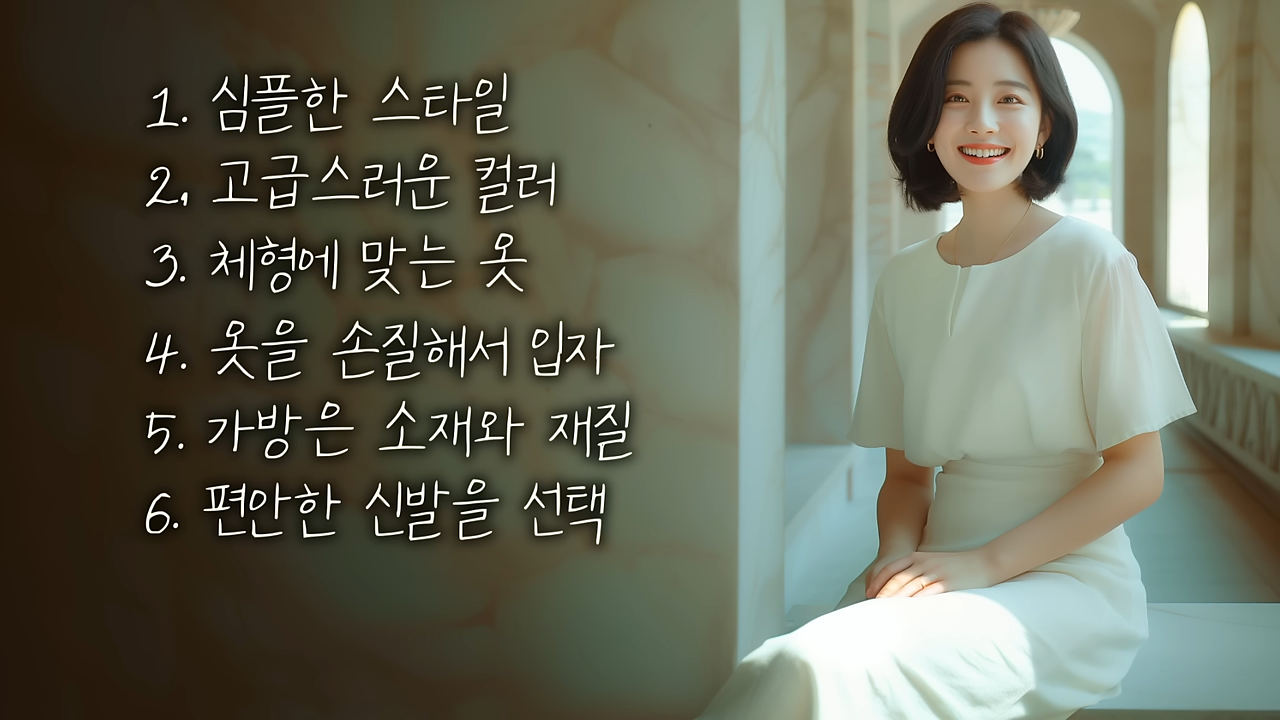 1. 심플한 스타일
2. 고급스러운 컬러
3. 체형에 맞는 옷
4. 옷을 손질해서 입자
5. 가방은 소재와 재질
6. 편안한 신발을 선택